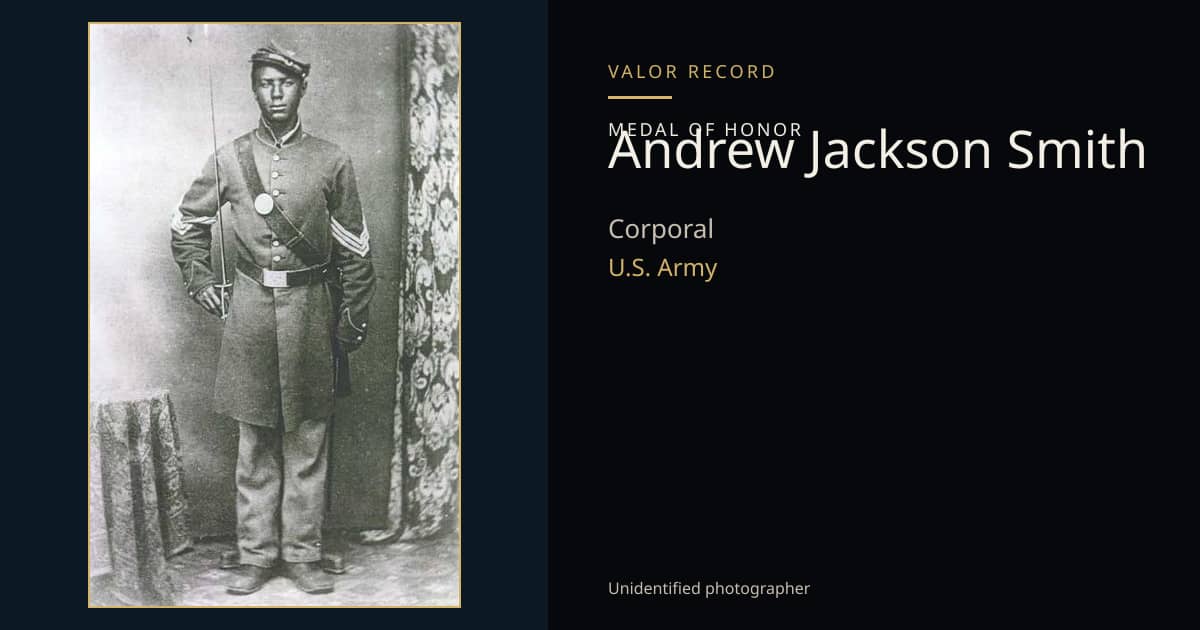 VALOR RECORD
MEDAL OF HONOR
Andrew Jackson Smith
Corporal
U.S. Army
Unidentified photographer